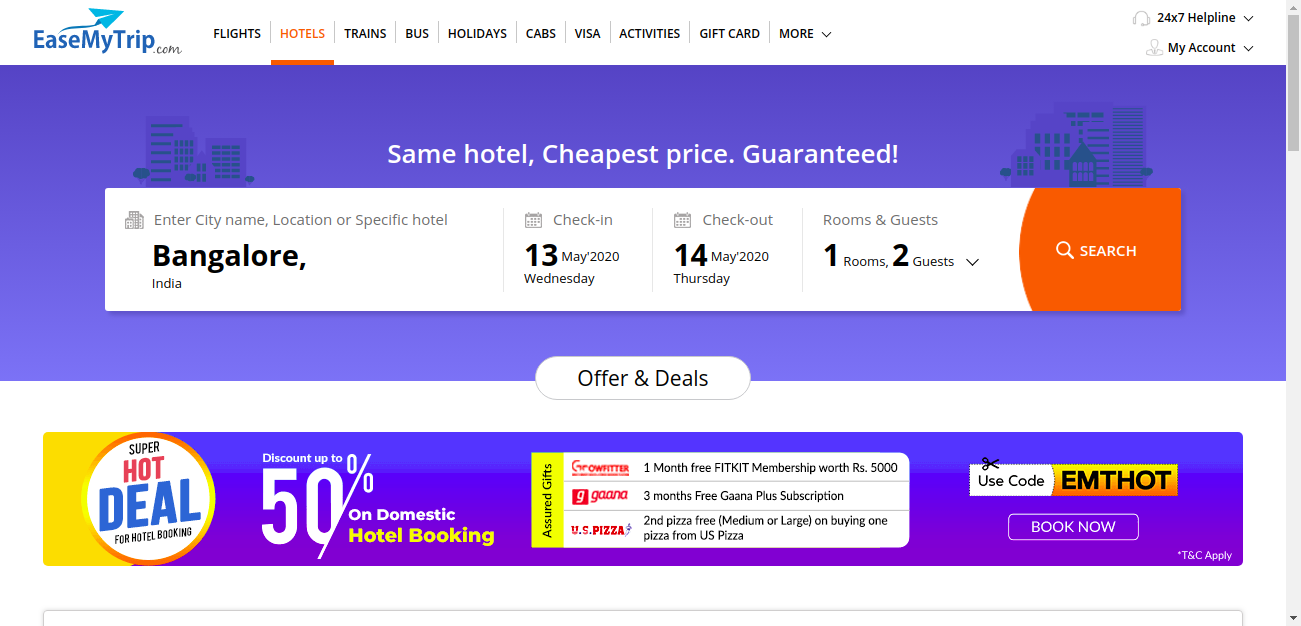 EaseMyTrip.com
FLIGHTS HOTELS TRAINS BUS HOLIDAYS CABS VISA ACTIVITIES GIFT CARD MORE
24x7 Helpline
My Account
Same hotel, Cheapest price. Guaranteed!
Enter City name, Location or Specific hotel
Bangalore,
India
Check-in
13 May'2020
Wednesday
Check-out
14 May'2020
Thursday
Rooms & Guests
1 Rooms, 2 Guests
SEARCH
Offer & Deals
SUPER
HOT
DEAL
FOR HOTEL BOOKING
Discount up to
50%
On Domestic
Hotel Booking
Assured Gifts
GROWFITTER
1 Month free FITKIT Membership worth Rs. 5000
gaana
3 months Free Gaana Plus Subscription
U.S.PIZZA
2nd pizza free (Medium or Large) on buying one
pizza from US Pizza
Use Code EMTHOT
BOOK NOW
*T&C Apply